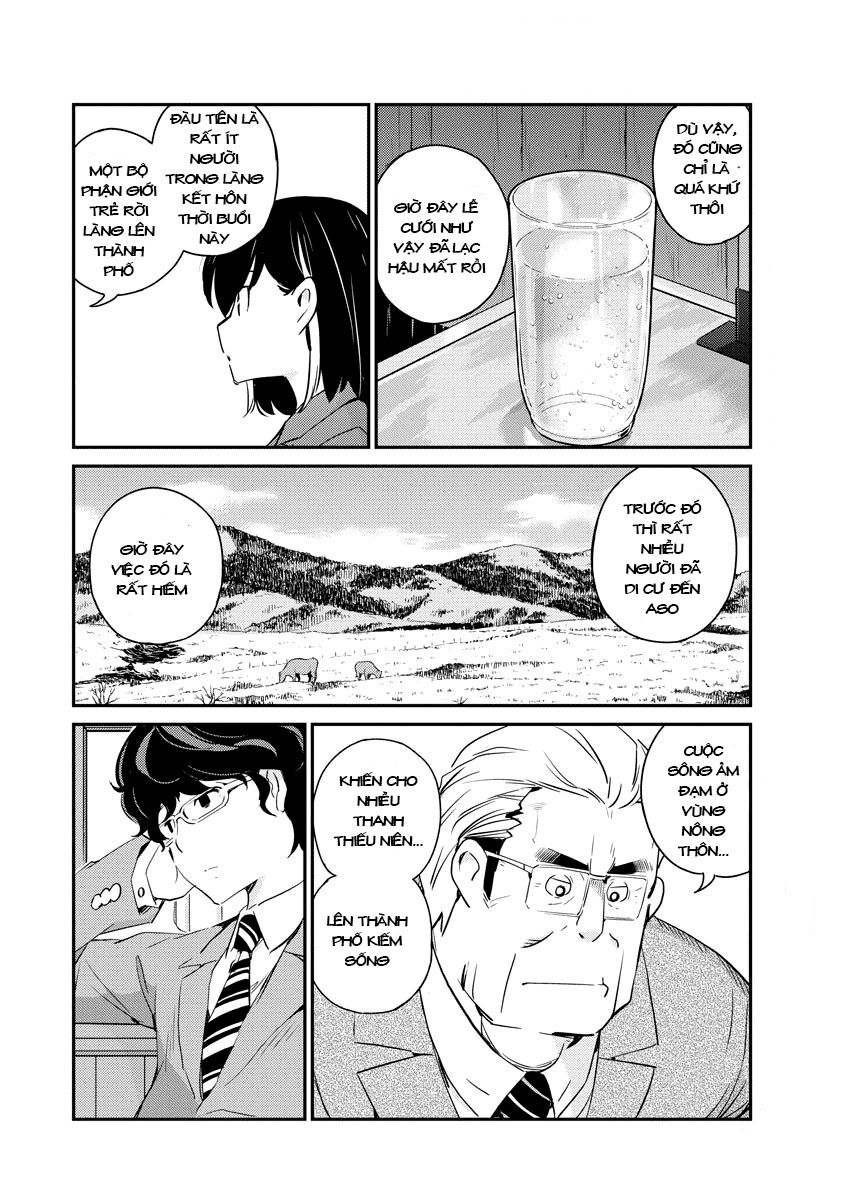 DÙ VẬY,
ĐÓ CŨNG
CHỈ LÀ
QUÁ KHỨ
THÔI
GIỜ ĐÂY LỄ
CƯỚI NHƯ
VẬY ĐÃ LẠC
HẬU MẤT RỒI
ĐẦU TIÊN LÀ
RẤT ÍT
NGƯỜI
TRONG LÀNG
KẾT HÔN
THỜI BUỔI
NÀY
MỘT BỘ
PHẬN GIỚI
TRẺ RỜI
LÀNG LÊN
THÀNH
PHỐ
TRƯỚC ĐÓ
THÌ RẤT
NHIỀU
NGƯỜI ĐÃ
DI CƯ ĐẾN
ASO
GIỜ ĐÂY
VIỆC ĐÓ LÀ
RẤT HIẾM
CUỘC
SÔNG ẢM
ĐẠM Ở
VÙNG
NÔNG
THÔN...
KHIẾN CHO
NHIỀU
THANH
THIẾU NIÊN...
LÊN THÀNH
PHỐ KIẾM
SỐNG